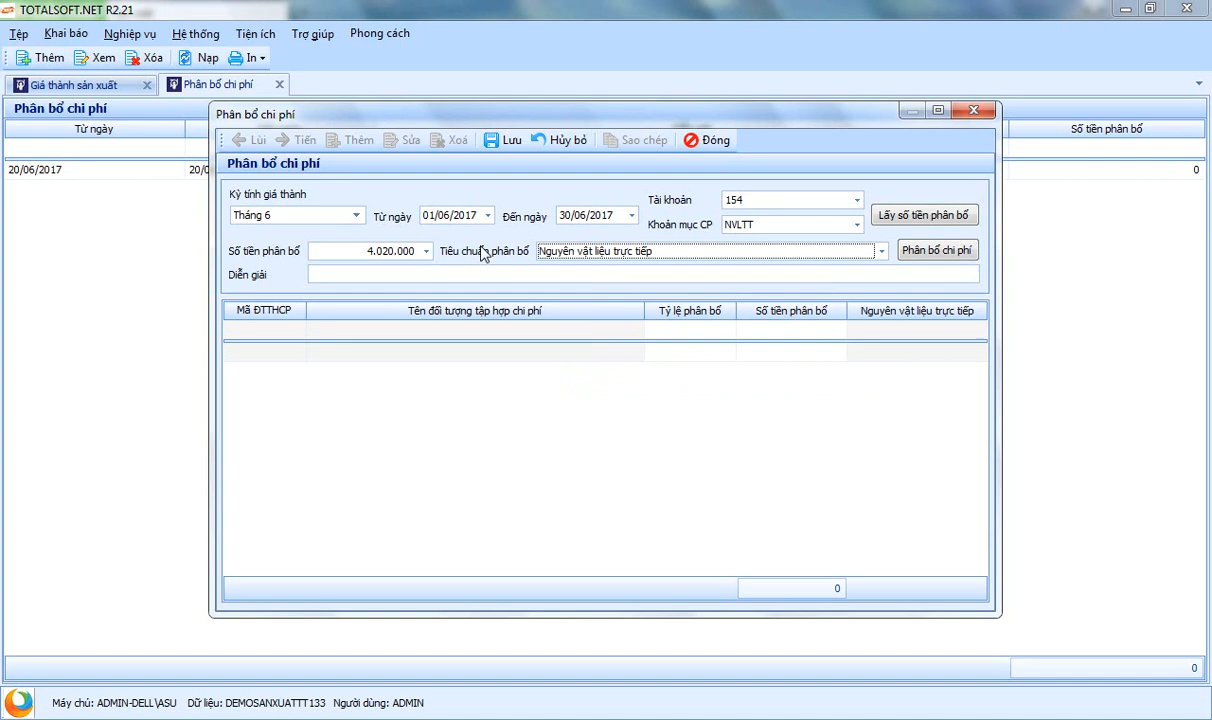 TOTALSOFT.NET R2.21
Tệp Khai báo Nghiệp vụ Hệ thống Tiện ích Trợ giúp Phong cách
Thêm Xem Xóa Nạp In
Giá thành sản xuất Phân bổ chi phí
Phân bổ chi phí
Từ ngày Số tiền phân bổ
20/06/2017 20/0 0
Phân bổ chi phí
Lùi Tiến Thêm Sửa Xoá Lưu Hủy bỏ Sao chép Đóng
Phân bổ chi phí
Kỳ tính giá thành
Tháng 6 Từ ngày 01/06/2017 Đến ngày 30/06/2017
Tài khoản 154
Khoản mục CP NVLTT
Lấy số tiền phân bổ
Số tiền phân bổ 4.020.000 Tiêu chuẩn phân bổ Nguyên vật liệu trực tiếp Phân bổ chi phí
Diễn giải
Mã ĐTTHCP Tên đối tượng tập hợp chi phí Tỷ lệ phân bổ Số tiền phân bổ Nguyên vật liệu trực tiếp
0
0
Máy chủ: ADMIN-DELL\ASU Dữ liệu: DEMOSANXUATTT133 Người dùng: ADMIN